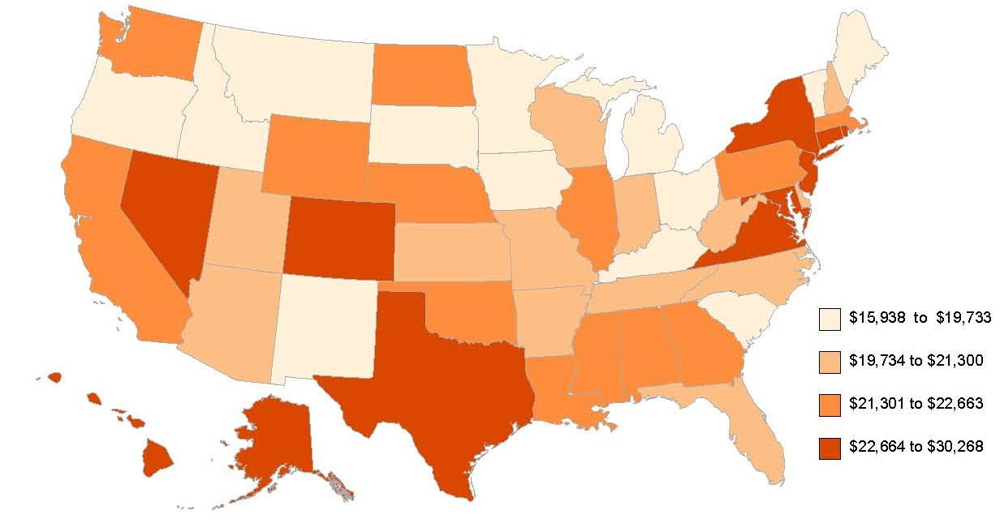 $15,938 to $19,733
$19,734 to $21,300
$21,301 to $22,663
$22,664 to $30,268